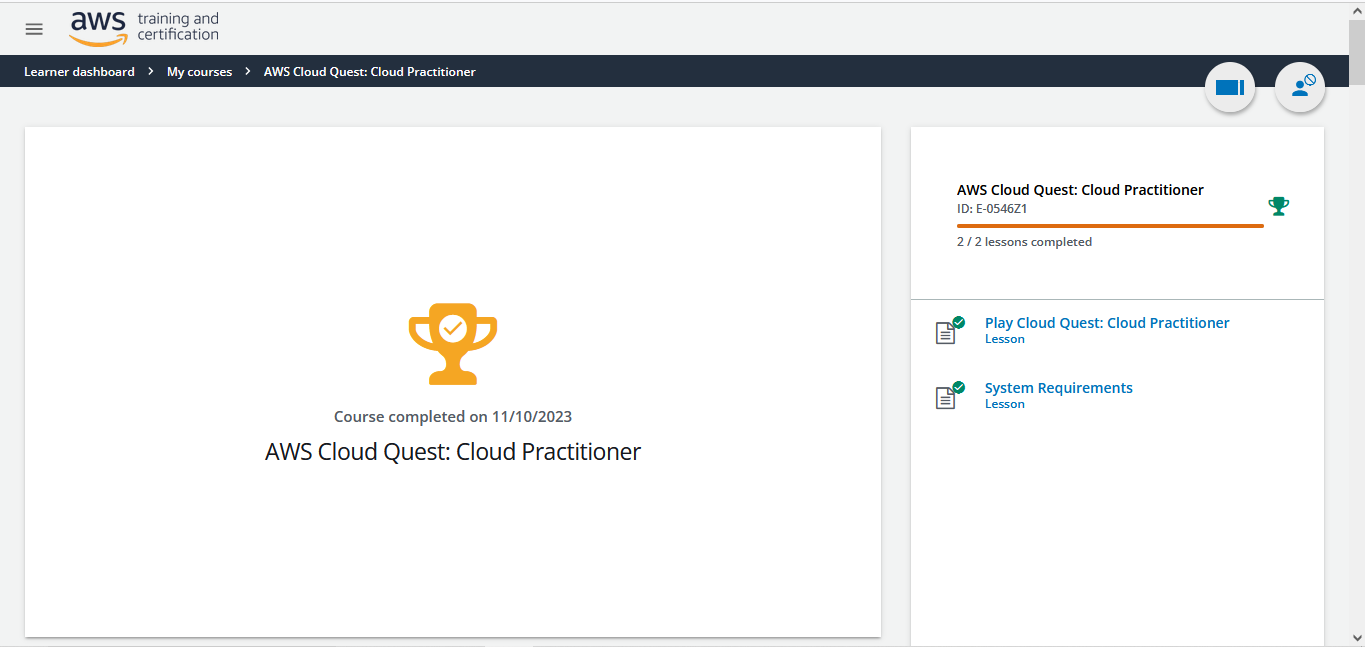 aws training and
certification
Learner dashboard > My courses > AWS Cloud Quest: Cloud Practitioner
Course completed on 11/10/2023
AWS Cloud Quest: Cloud Practitioner
AWS Cloud Quest: Cloud Practitioner
ID: E-0546Z1
2 / 2 lessons completed
Play Cloud Quest: Cloud Practitioner
Lesson
System Requirements
Lesson